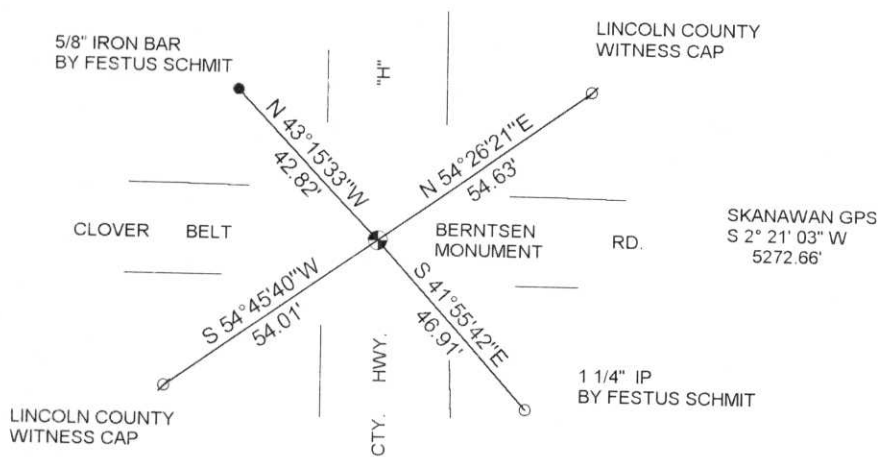 5/8" IRON BAR
BY FESTUS SCHMIT
"H"
LINCOLN COUNTY
WITNESS CAP
N 43°15'33"W
42.82'
N 54°26'21"E
54.63'
CLOVER BELT
BERNTSEN
MONUMENT
RD.
SKANAWAN GPS
S 2° 21' 03" W
5272.66'
S 54°45'40"W
54.01'
S 41°55'42"E
46.91'
CTY. HWY.
1 1/4" IP
BY FESTUS SCHMIT
LINCOLN COUNTY
WITNESS CAP